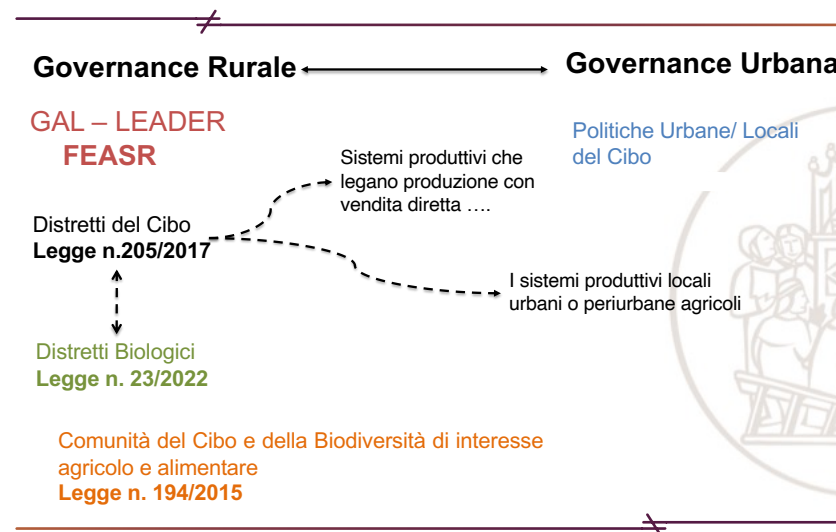 Governance Rurale
Governance Urbana
GAL – LEADER
FEASR
Politiche Urbane/ Locali
del Cibo
Sistemi produttivi che
legano produzione con
vendita diretta ….
Distretti del Cibo
Legge n.205/2017
I sistemi produttivi locali
urbani o periurbane agricoli
Distretti Biologici
Legge n. 23/2022
Comunità del Cibo e della Biodiversità di interesse
agricolo e alimentare
Legge n. 194/2015